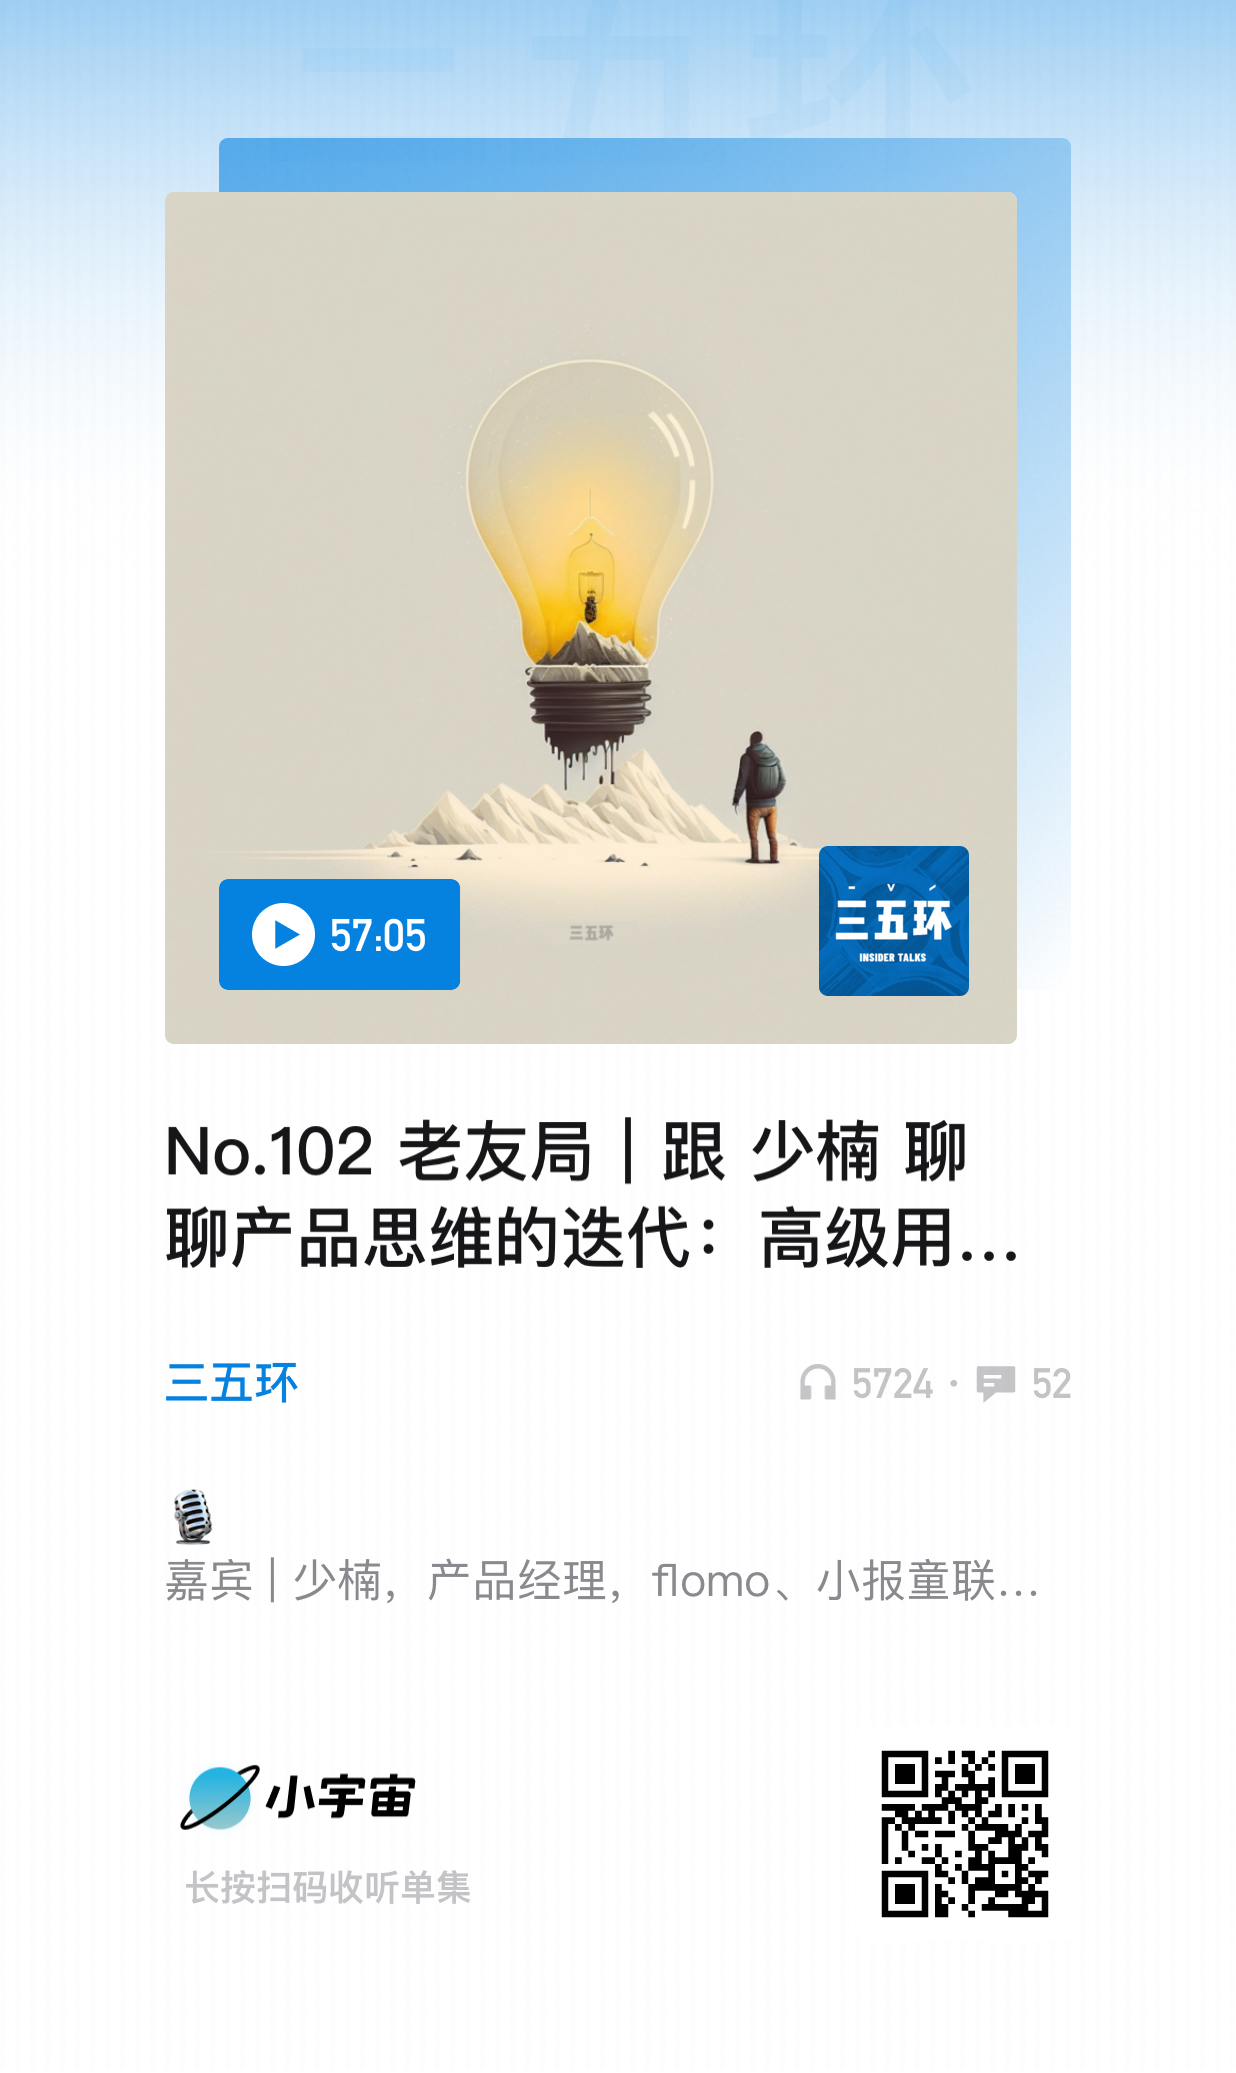 三五环
57:05
三五环
三五环
INSIDER TALKS
No.102 老友局｜跟 少楠 聊
聊产品思维的迭代：高级用...
三五环
5724 · 52
嘉宾｜少楠，产品经理，flomo、小报童联...
小宇宙
长按扫码收听单集